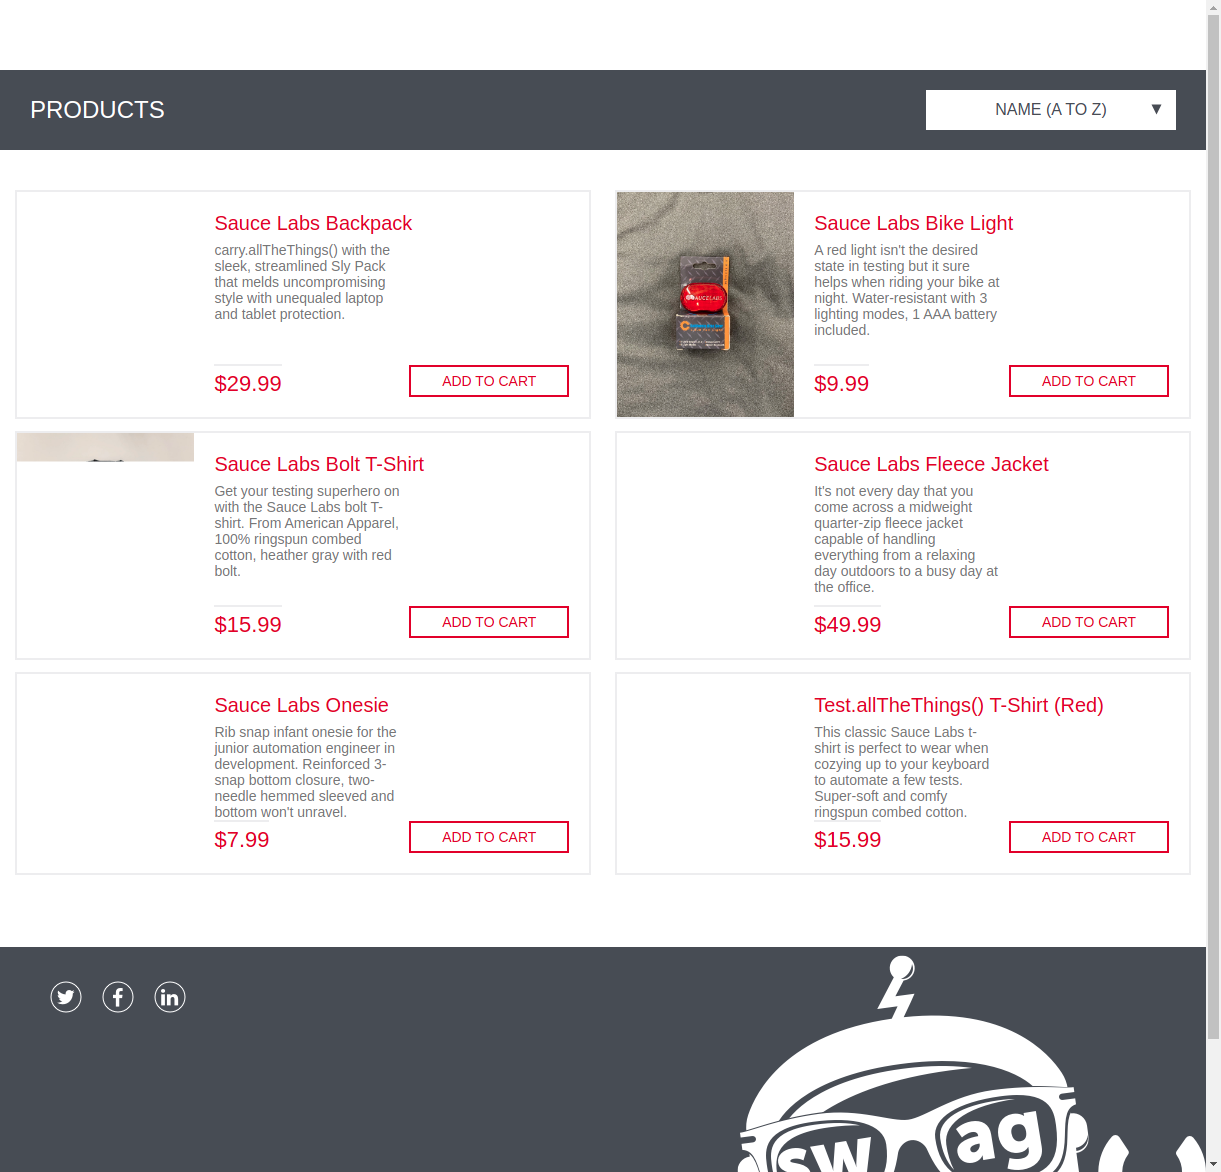 PRODUCTS
NAME (A TO Z)
Sauce Labs Backpack
carry.allTheThings() with the
sleek, streamlined Sly Pack
that melds uncompromising
style with unequaled laptop
and tablet protection.
$29.99
ADD TO CART
Sauce Labs Bike Light
A red light isn't the desired
state in testing but it sure
helps when riding your bike at
night. Water-resistant with 3
lighting modes, 1 AAA battery
included.
$9.99
ADD TO CART
SAUCELABS
Sauce Labs Bolt T-Shirt
Get your testing superhero on
with the Sauce Labs bolt T-
shirt. From American Apparel,
100% ringspun combed
cotton, heather gray with red
bolt.
$15.99
ADD TO CART
Sauce Labs Fleece Jacket
It's not every day that you
come across a midweight
quarter-zip fleece jacket
capable of handling
everything from a relaxing
day outdoors to a busy day at
the office.
$49.99
ADD TO CART
Sauce Labs Onesie
Rib snap infant onesie for the
junior automation engineer in
development. Reinforced 3-
snap bottom closure, two-
needle hemmed sleeved and
bottom won't unravel.
$7.99
ADD TO CART
Test.allTheThings() T-Shirt (Red)
This classic Sauce Labs t-
shirt is perfect to wear when
cozying up to your keyboard
to automate a few tests.
Super-soft and comfy
ringspun combed cotton.
$15.99
ADD TO CART
f
in
sw ag